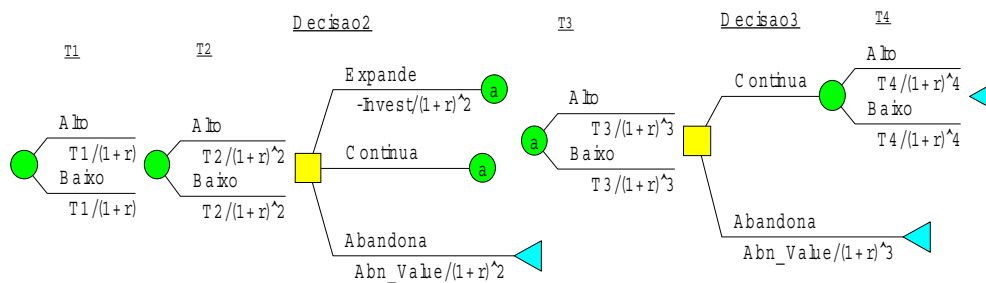 T1
T2
Decisao2
T3
Decisao3
T4
Alto
T1/(1+r)
Baixo
T1/(1+r)
Alto
T2/(1+r)^2
Baixo
T2/(1+r)^2
Expande
-Invest/(1+r)^2
a
Continua
a
Abandona
Abn_Value/(1+r)^2
a
Alto
T3/(1+r)^3
Baixo
T3/(1+r)^3
Continua
Alto
T4/(1+r)^4
Baixo
T4/(1+r)^4
Abandona
Abn_Value/(1+r)^3